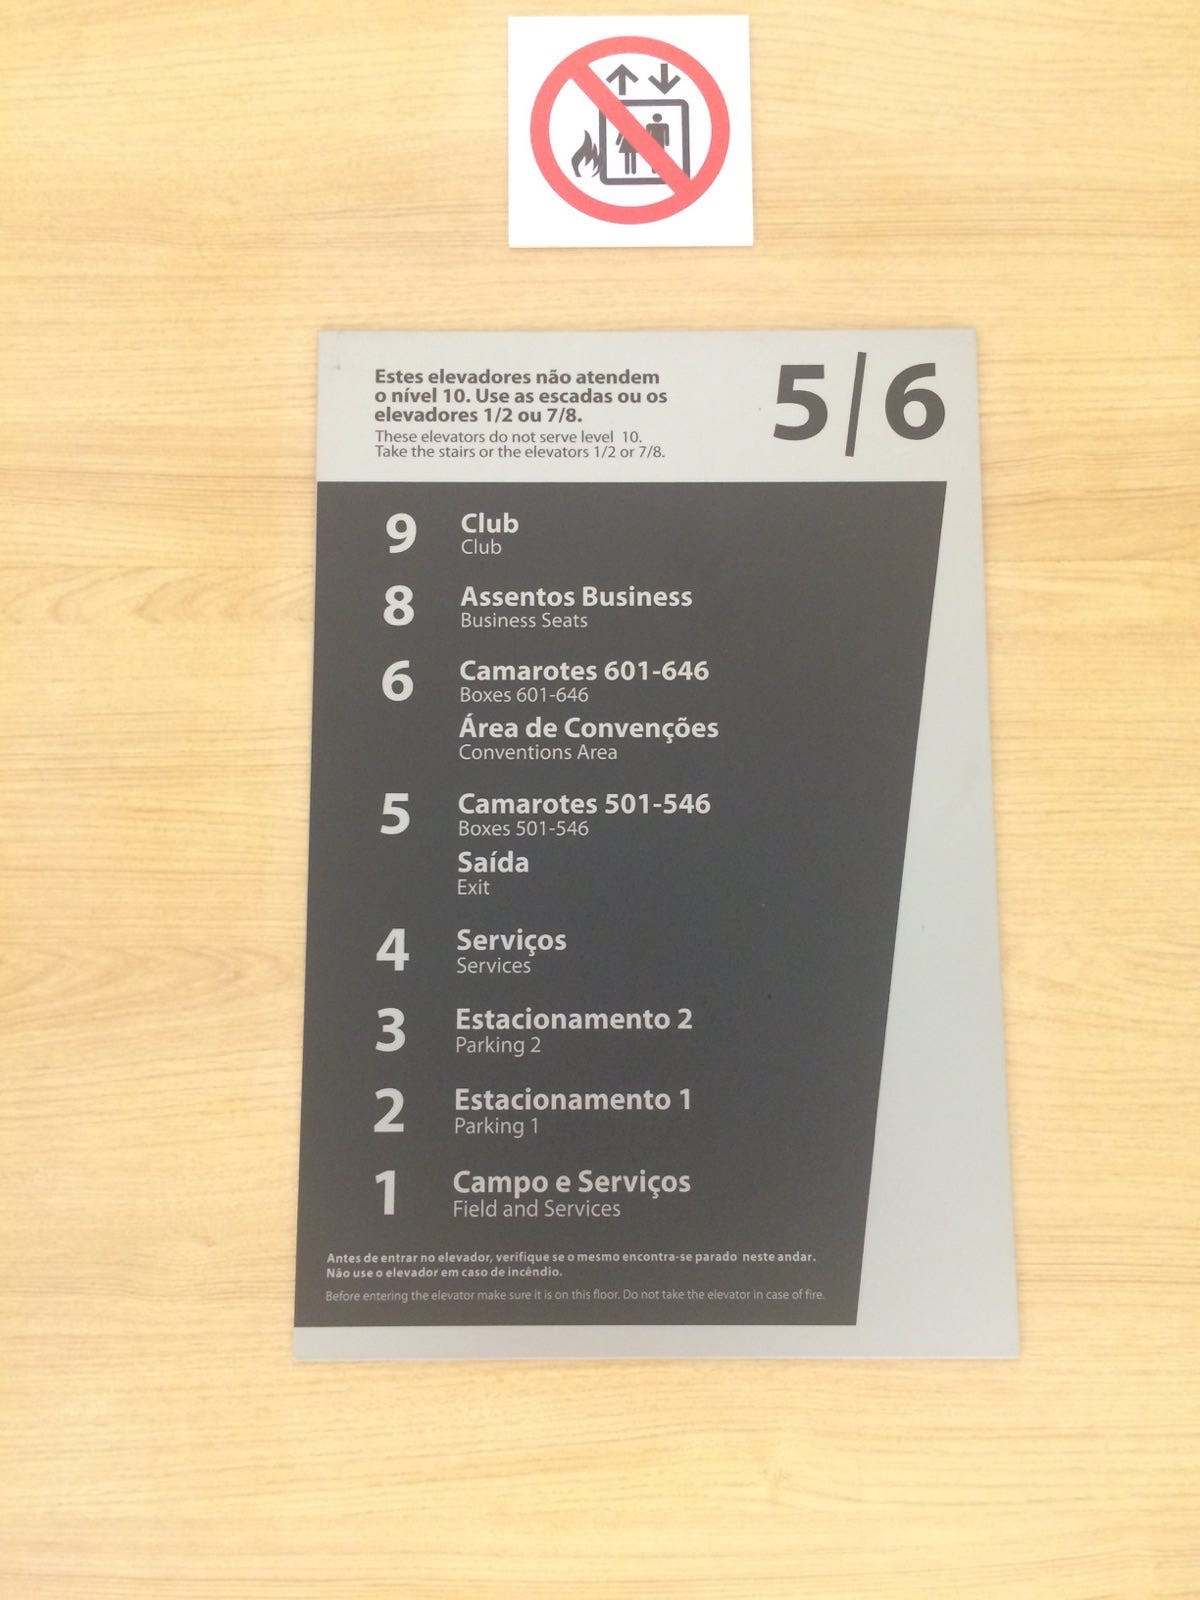 Estes elevadores não atendem
o nível 10. Use as escadas ou os
elevadores 1/2 ou 7/8.
These elevators do not serve level 10.
Take the stairs or the elevators 1/2 or 7/8.
5/6
9 Club
Club
8 Assentos Business
Business Seats
6 Camarotes 601-646
Boxes 601-646
Área de Convenções
Conventions Area
5 Camarotes 501-546
Boxes 501-546
Saída
Exit
4 Serviços
Services
3 Estacionamento 2
Parking 2
2 Estacionamento 1
Parking 1
1 Campo e Serviços
Field and Services
Antes de entrar no elevador, verifique se o mesmo encontra-se parado neste andar.
Não use o elevador em caso de incêndio.
Before entering the elevator make sure it is on this floor. Do not take the elevator in case of fire.